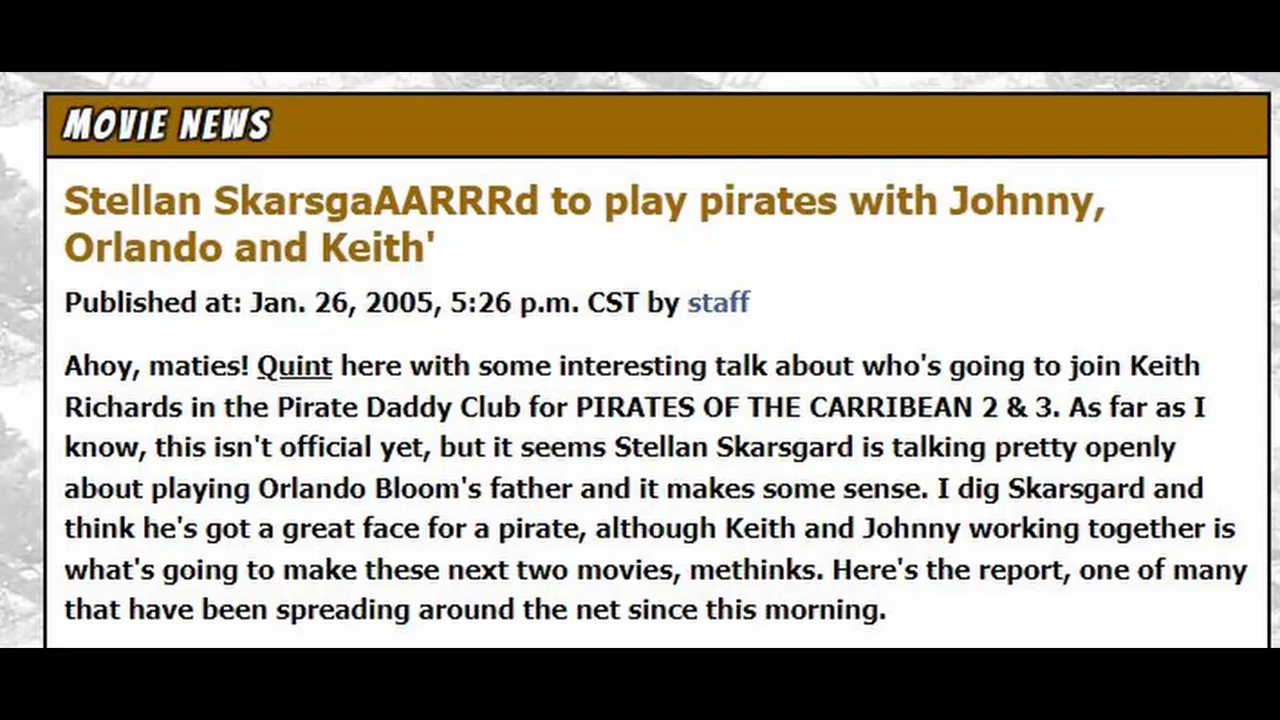 MOVIE NEWS
Stellan SkarsgaAARRRd to play pirates with Johnny,
Orlando and Keith'
Published at: Jan. 26, 2005, 5:26 p.m. CST by staff
Ahoy, maties! Quint here with some interesting talk about who's going to join Keith
Richards in the Pirate Daddy Club for PIRATES OF THE CARRIBEAN 2 & 3. As far as I
know, this isn't official yet, but it seems Stellan Skarsgard is talking pretty openly
about playing Orlando Bloom's father and it makes some sense. I dig Skarsgard and
think he's got a great face for a pirate, although Keith and Johnny working together is
what's going to make these next two movies, methinks. Here's the report, one of many
that have been spreading around the net since this morning.